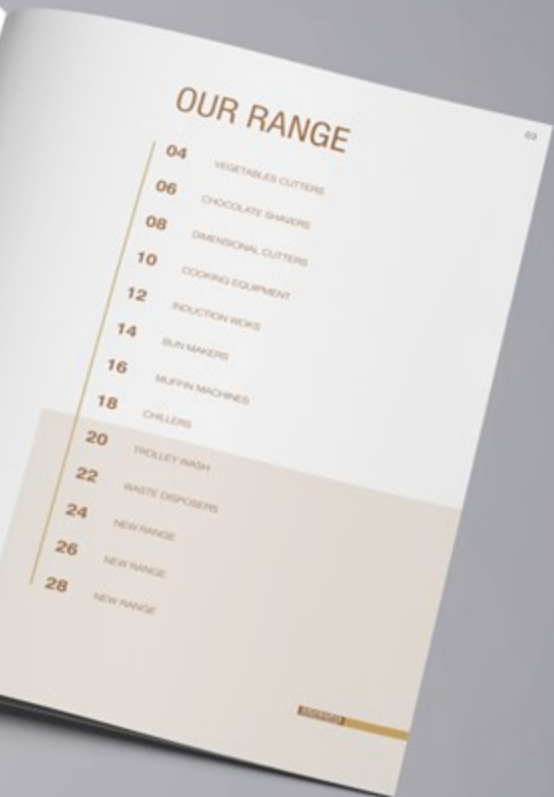 03
OUR RANGE
04 VEGETABLES CUTTERS
06 CHOCOLATE SHAVERS
08 DIMENSIONAL CUTTERS
10 COOKING EQUIPMENT
12 INDUCTION WOKS
14 BUN MAKERS
16 MUFFIN MACHINES
18 CHILLERS
20 TROLLEY WASH
22 WASTE DISPOSERS
24 NEW RANGE
26 NEW RANGE
28 NEW RANGE